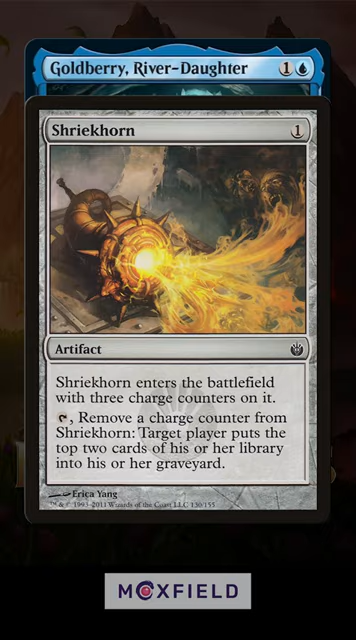 Goldberry, River-Daughter 1
Shriekhorn 1
Artifact
Shriekhorn enters the battlefield
with three charge counters on it.
, Remove a charge counter from
Shriekhorn: Target player puts the
top two cards of his or her library
into his or her graveyard.
Erica Yang
™ & © 1993–2011 Wizards of the Coast LLC 130/155
MOXFIELD